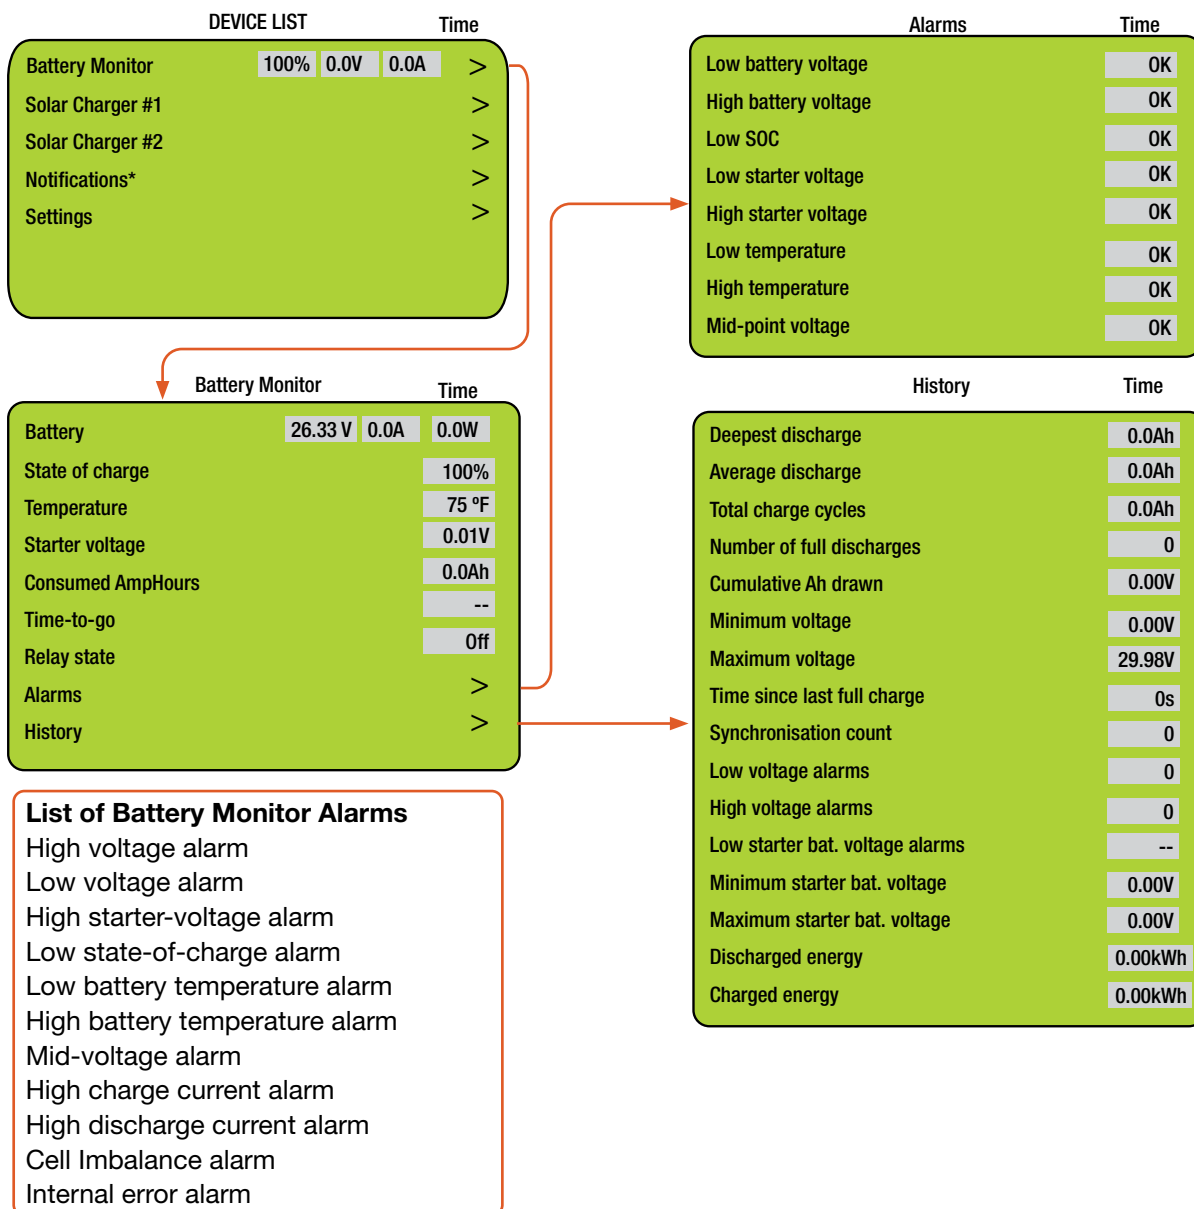 DEVICE LIST Time
Battery Monitor 100% 0.0V 0.0A >
Solar Charger #1 >
Solar Charger #2 >
Notifications* >
Settings >
Battery Monitor Time
Battery 26.33 V 0.0A 0.0W
State of charge 100%
Temperature 75 ºF
Starter voltage 0.01V
Consumed AmpHours 0.0Ah
Time-to-go --
Relay state Off
Alarms >
History >
List of Battery Monitor Alarms
High voltage alarm
Low voltage alarm
High starter-voltage alarm
Low state-of-charge alarm
Low battery temperature alarm
High battery temperature alarm
Mid-voltage alarm
High charge current alarm
High discharge current alarm
Cell Imbalance alarm
Internal error alarm
Alarms Time
Low battery voltage OK
High battery voltage OK
Low SOC OK
Low starter voltage OK
High starter voltage OK
Low temperature OK
High temperature OK
Mid-point voltage OK
History Time
Deepest discharge 0.0Ah
Average discharge 0.0Ah
Total charge cycles 0.0Ah
Number of full discharges 0
Cumulative Ah drawn 0.00V
Minimum voltage 0.00V
Maximum voltage 29.98V
Time since last full charge 0s
Synchronisation count 0
Low voltage alarms 0
High voltage alarms 0
Low starter bat. voltage alarms --
Minimum starter bat. voltage 0.00V
Maximum starter bat. voltage 0.00V
Discharged energy 0.00kWh
Charged energy 0.00kWh